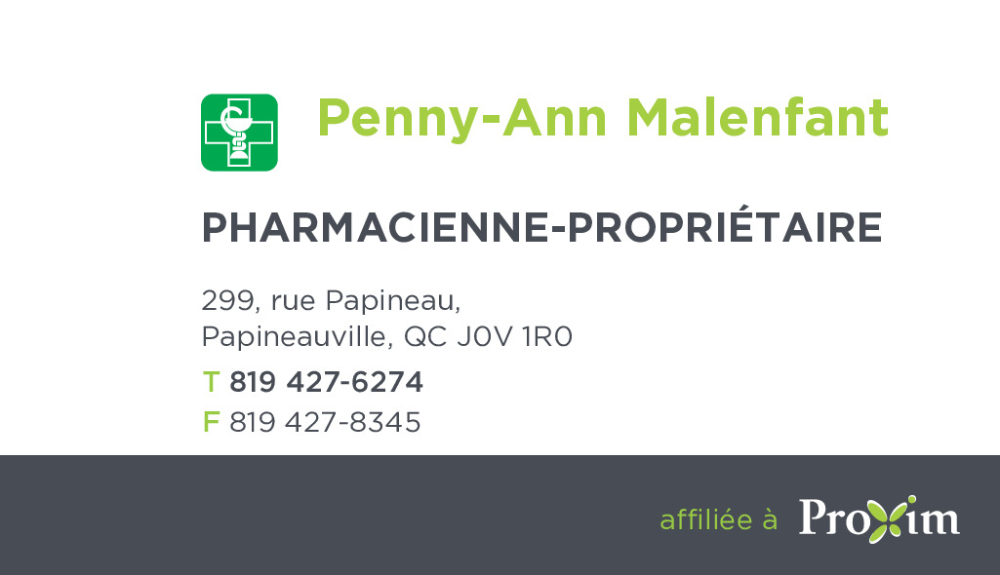 Penny-Ann Malenfant
PHARMACIENNE-PROPRIÉTAIRE
299, rue Papineau,
Papineauville, QC J0V 1R0
T 819 427-6274
F 819 427-8345
affiliée à Proxim